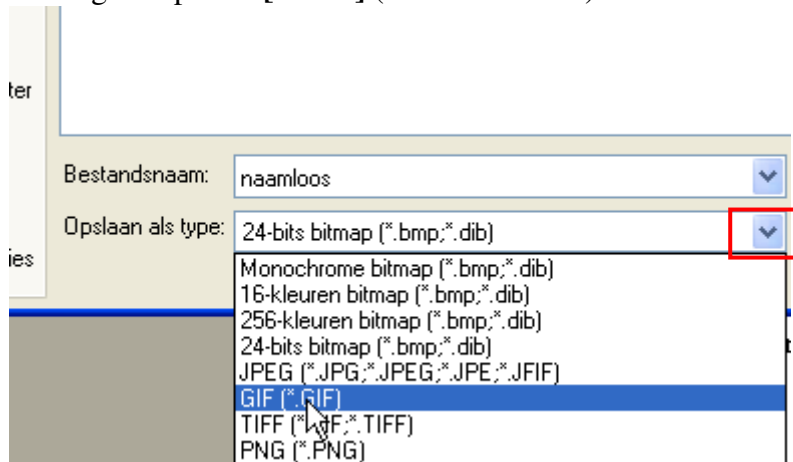 ter
Bestandsnaam: naamloos
Opslaan als type: 24-bits bitmap (*.bmp;*.dib)
ies
Monochrome bitmap (*.bmp;*.dib)
16-kleuren bitmap (*.bmp;*.dib)
256-kleuren bitmap (*.bmp;*.dib)
24-bits bitmap (*.bmp;*.dib)
JPEG (*.JPG;*.JPEG;*.JPE;*.JFIF)
GIF (*.GIF)
TIFF (*.TIF;*.TIFF)
PNG (*.PNG)